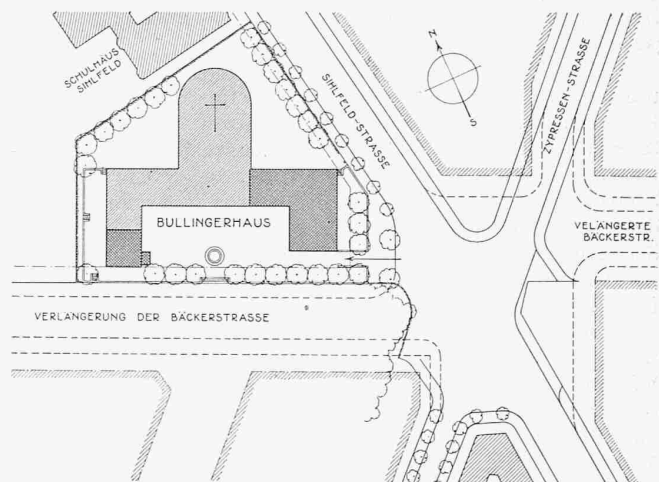 SCHULHAUS
SIHLFELD
SIHLFELD-STRASSE
N
S
ZYPRESSEN-STRASSE
BULLINGERHAUS
VELÄNGERTE
BÄCKERSTR.
VERLÄNGERUNG DER BÄCKERSTRASSE